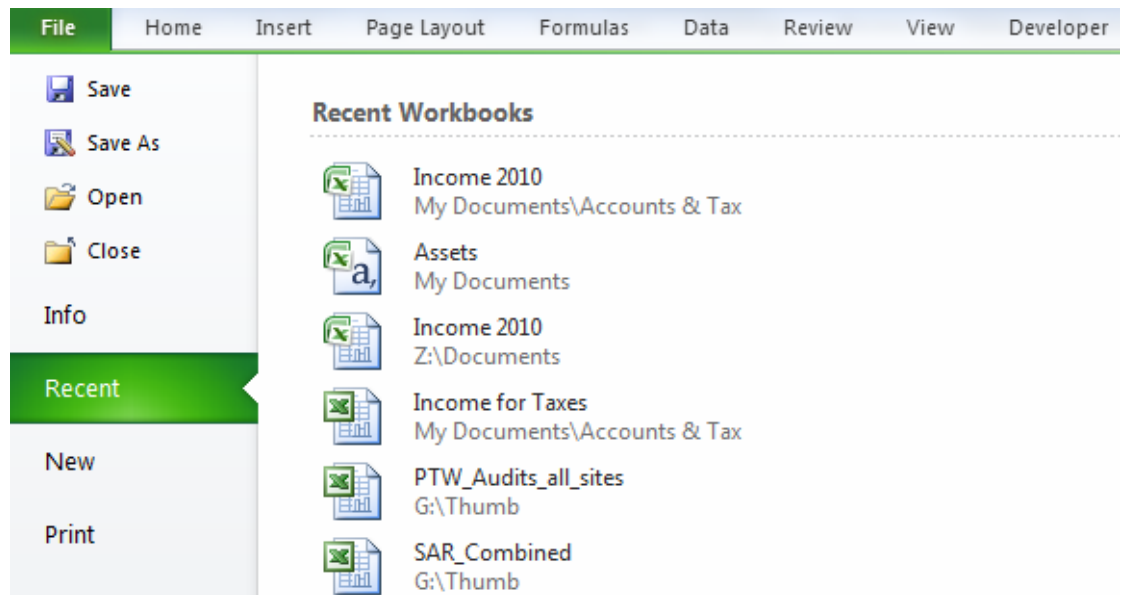 File Home Insert Page Layout Formulas Data Review View Developer
Save
Save As
Open
Close
Info
Recent
New
Print
Recent Workbooks
Income 2010
My Documents\Accounts & Tax
Assets
My Documents
Income 2010
Z:\Documents
Income for Taxes
My Documents\Accounts & Tax
PTW_Audits_all_sites
G:\Thumb
SAR_Combined
G:\Thumb